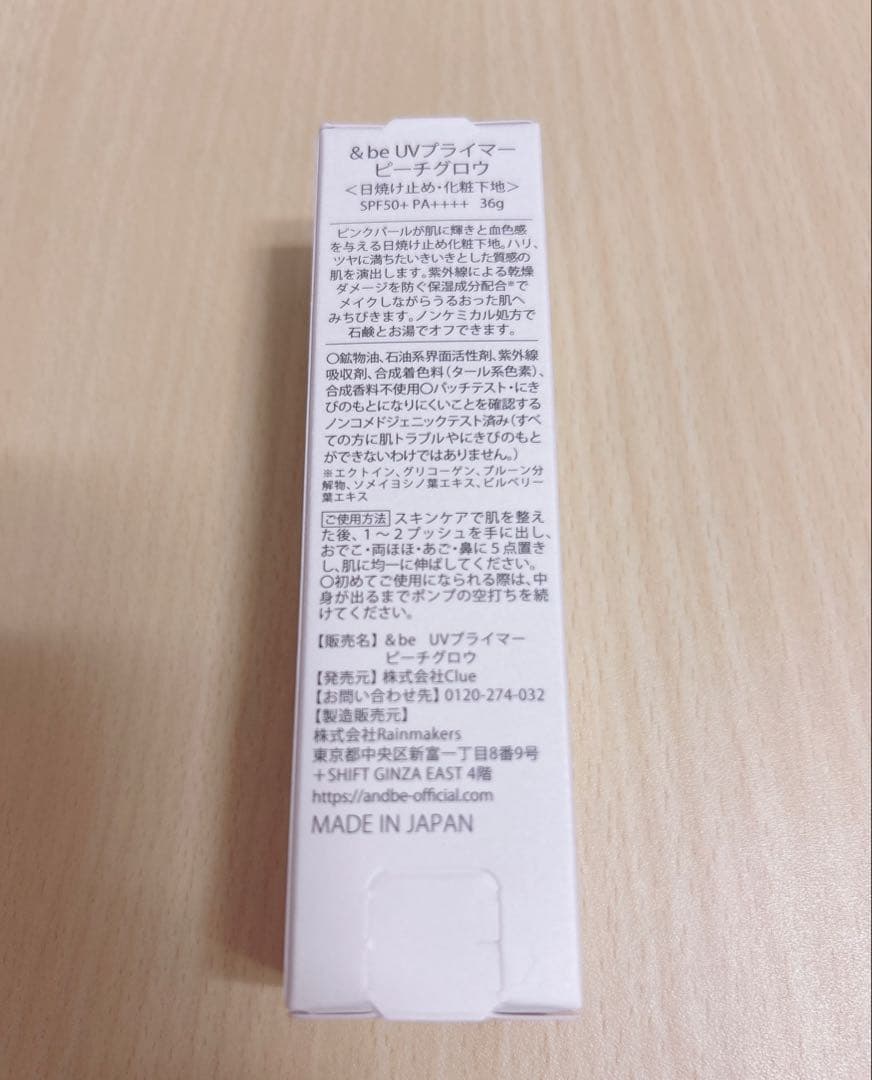 &be UVプライマー
ピーチグロウ
＜日焼け止め・化粧下地＞
SPF50+ PA++++ 36g
ピンクパールが肌に輝きと血色感
を与える日焼け止め化粧下地。ハリ、
ツヤに満ちたいきいきとした質感の
肌を演出します。紫外線による乾燥
ダメージを防ぐ保湿成分配合※で
メイクしながらうるおった肌へ
みちびきます。ノンケミカル処方で
石鹸とお湯でオフできます。
〇鉱物油、石油系界面活性剤、紫外線
吸収剤、合成着色料（タール系色素）、
合成香料不使用〇パッチテスト・にき
びのもとになりにくいことを確認する
ノンコメドジェニックテスト済み（すべ
ての方に肌トラブルやにきびのもと
ができないわけではありません。）
※エクトイン、グリコーゲン、プルーン分
解物、ソメイヨシノ葉エキス、ビルベリー
葉エキス
ご使用方法 スキンケアで肌を整え
た後、1～2プッシュを手に出し、
おでこ・両ほほ・あご・鼻に5点置き
し、肌に均一に伸ばしてください。
〇初めてご使用になられる際は、中
身が出るまでポンプの空打ちを続
けてください。
【販売名】&be UVプライマー
ピーチグロウ
【発売元】株式会社Clue
【お問い合わせ先】0120-274-032
【製造販売元】
株式会社Rainmakers
東京都中央区新富一丁目8番9号
＋SHIFT GINZA EAST 4階
https://andbe-official.com
MADE IN JAPAN